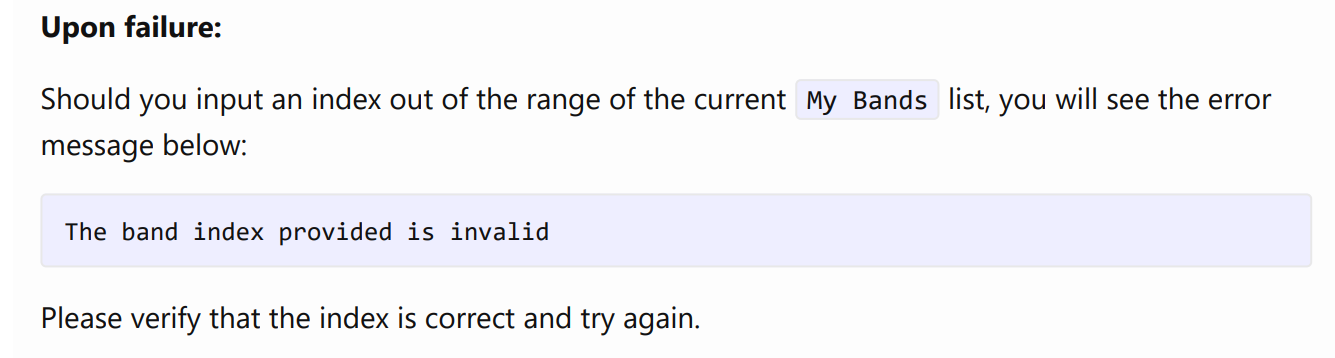 Upon failure:
Should you input an index out of the range of the current My Bands list, you will see the error
message below:
The band index provided is invalid
Please verify that the index is correct and try again.